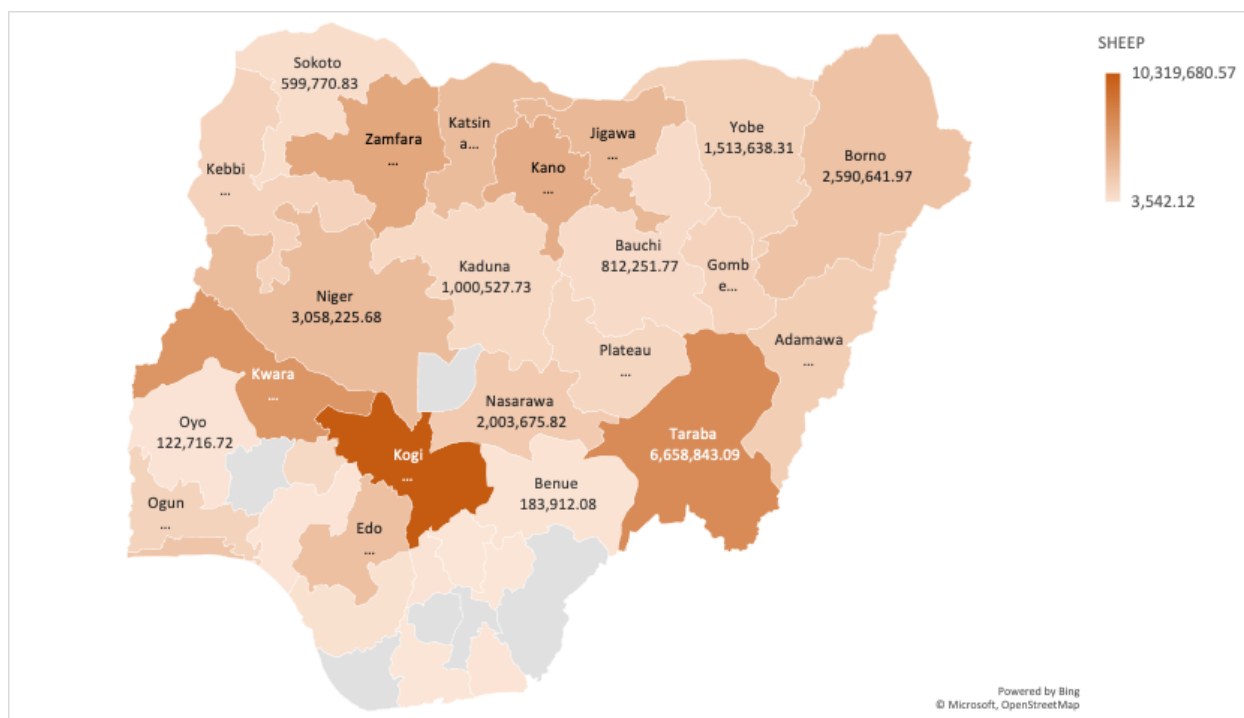 SHEEP
10,319,680.57
3,542.12
Sokoto
599,770.83
Zamfara
...
Katsin
a...
Jigawa
...
Yobe
1,513,638.31
Borno
2,590,641.97
Kebbi
...
Kano
...
Bauchi
812,251.77
Gomb
e...
Kaduna
1,000,527.73
Niger
3,058,225.68
Plateau
...
Adamawa
...
Kwara
...
Nasarawa
2,003,675.82
Oyo
122,716.72
Taraba
6,658,843.09
Kogi
...
Benue
183,912.08
Ogun
...
Edo
...
Powered by Bing
© Microsoft, OpenStreetMap